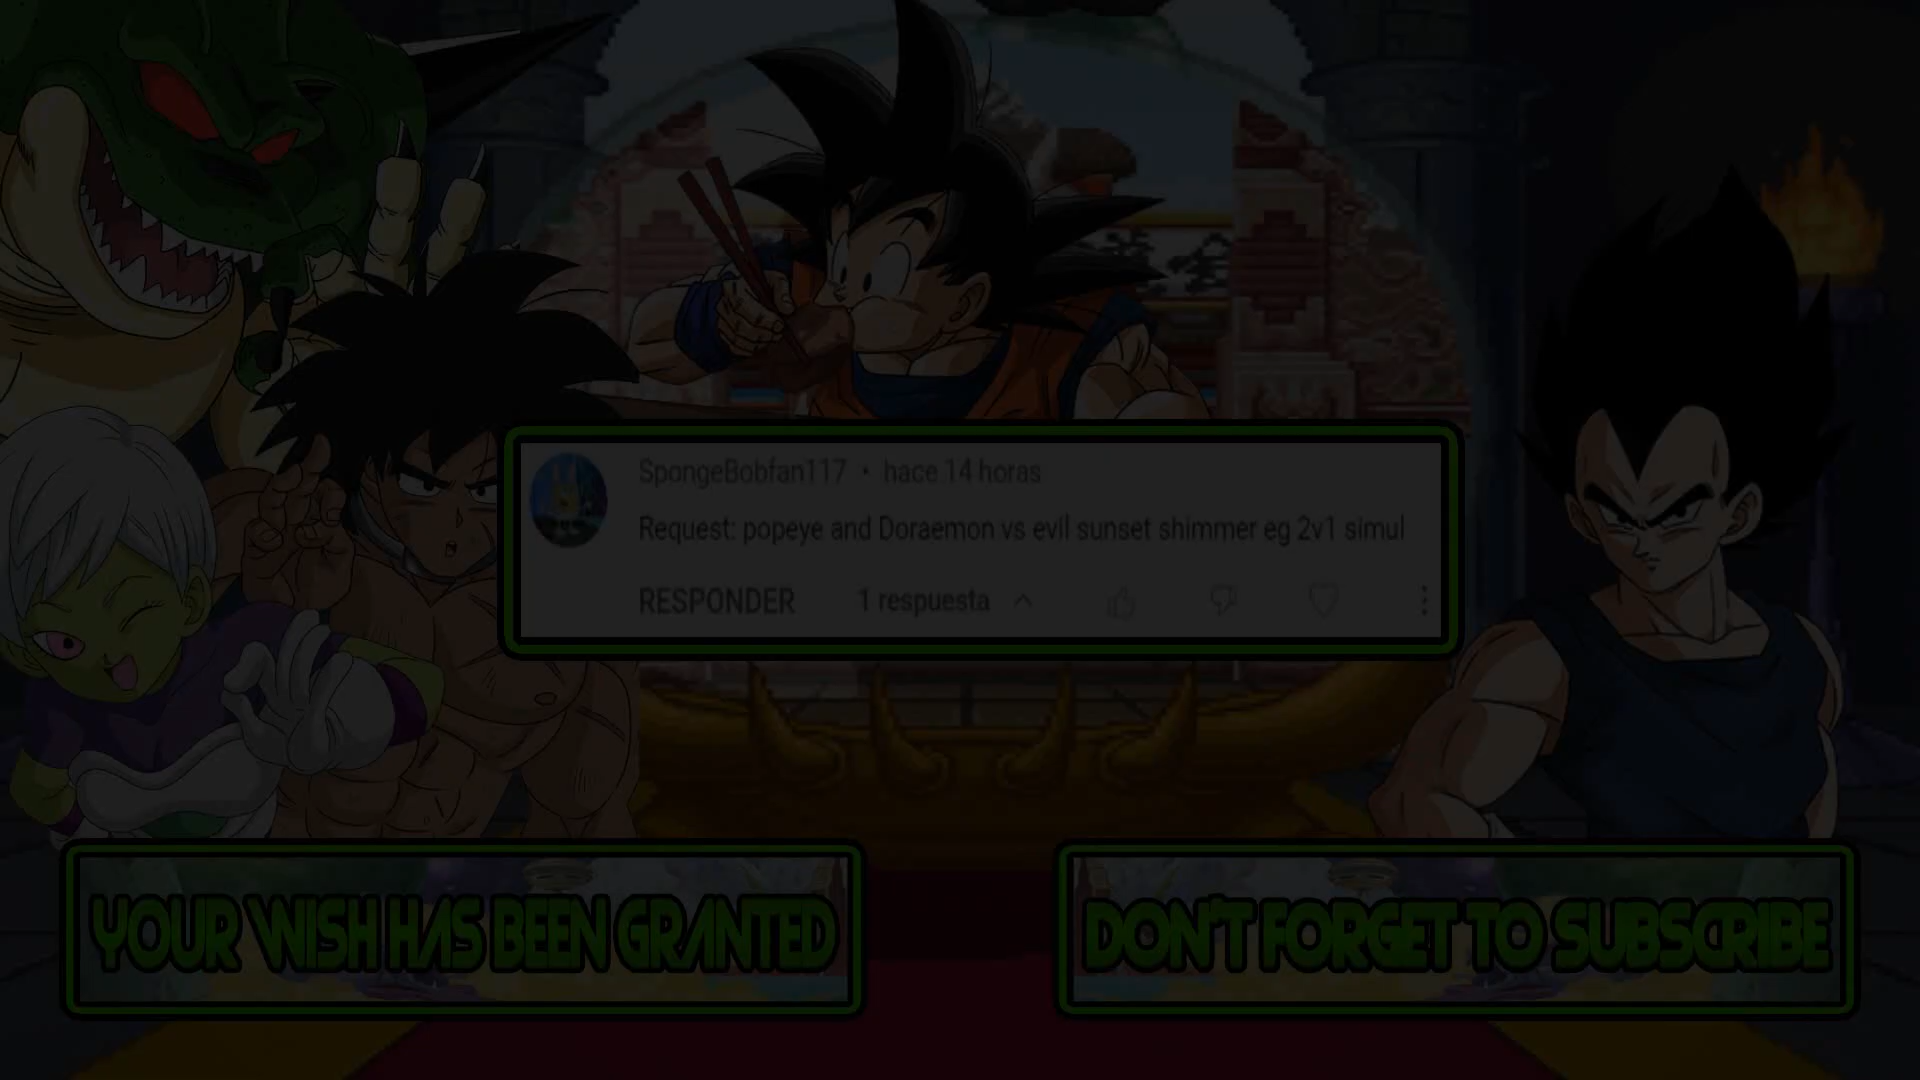 SpongeBobfan117 · hace 14 horas
Request: popeye and Doraemon vs evil sunset shimmer eg 2v1 simul
RESPONDER 1 respuesta
YOUR WISH HAS BEEN GRANTED
DON'T FORGET TO SUBSCRIBE